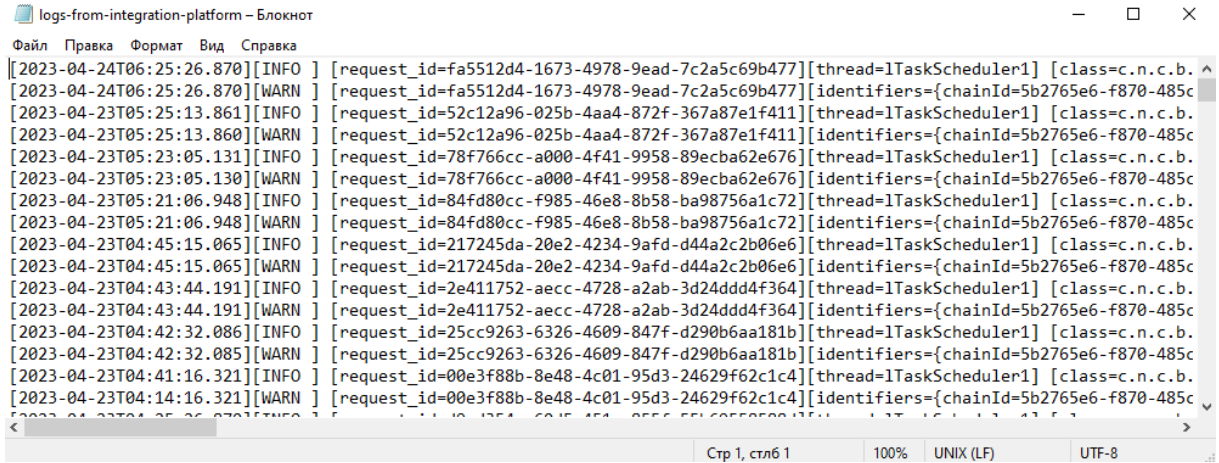 logs-from-integration-platform – Блокнот
Файл Правка Формат Вид Справка
[2023-04-24T06:25:26.870][INFO ] [request_id=fa5512d4-1673-4978-9ead-7c2a5c69b477][thread=lTaskScheduler1] [class=c.n.c.b.
[2023-04-24T06:25:26.870][WARN ] [request_id=fa5512d4-1673-4978-9ead-7c2a5c69b477][identifiers={chainId=5b2765e6-f870-485c
[2023-04-23T05:25:13.861][INFO ] [request_id=52c12a96-025b-4aa4-872f-367a87e1f411][thread=lTaskScheduler1] [class=c.n.c.b.
[2023-04-23T05:25:13.860][WARN ] [request_id=52c12a96-025b-4aa4-872f-367a87e1f411][identifiers={chainId=5b2765e6-f870-485c
[2023-04-23T05:23:05.131][INFO ] [request_id=78f766cc-a000-4f41-9958-89ecba62e676][thread=lTaskScheduler1] [class=c.n.c.b.
[2023-04-23T05:23:05.130][WARN ] [request_id=78f766cc-a000-4f41-9958-89ecba62e676][identifiers={chainId=5b2765e6-f870-485c
[2023-04-23T05:21:06.948][INFO ] [request_id=84fd80cc-f985-46e8-8b58-ba98756a1c72][thread=lTaskScheduler1] [class=c.n.c.b.
[2023-04-23T05:21:06.948][WARN ] [request_id=84fd80cc-f985-46e8-8b58-ba98756a1c72][identifiers={chainId=5b2765e6-f870-485c
[2023-04-23T04:45:15.065][INFO ] [request_id=217245da-20e2-4234-9afd-d44a2c2b06e6][thread=lTaskScheduler1] [class=c.n.c.b.
[2023-04-23T04:45:15.065][WARN ] [request_id=217245da-20e2-4234-9afd-d44a2c2b06e6][identifiers={chainId=5b2765e6-f870-485c
[2023-04-23T04:43:44.191][INFO ] [request_id=2e411752-aecc-4728-a2ab-3d24ddd4f364][thread=lTaskScheduler1] [class=c.n.c.b.
[2023-04-23T04:43:44.191][WARN ] [request_id=2e411752-aecc-4728-a2ab-3d24ddd4f364][identifiers={chainId=5b2765e6-f870-485c
[2023-04-23T04:42:32.086][INFO ] [request_id=25cc9263-6326-4609-847f-d290b6aa181b][thread=lTaskScheduler1] [class=c.n.c.b.
[2023-04-23T04:42:32.085][WARN ] [request_id=25cc9263-6326-4609-847f-d290b6aa181b][identifiers={chainId=5b2765e6-f870-485c
[2023-04-23T04:41:16.321][INFO ] [request_id=00e3f88b-8e48-4c01-95d3-24629f62c1c4][thread=lTaskScheduler1] [class=c.n.c.b.
[2023-04-23T04:14:16.321][WARN ] [request_id=00e3f88b-8e48-4c01-95d3-24629f62c1c4][identifiers={chainId=5b2765e6-f870-485c
Стр 1, стлб 1 100% UNIX (LF) UTF-8